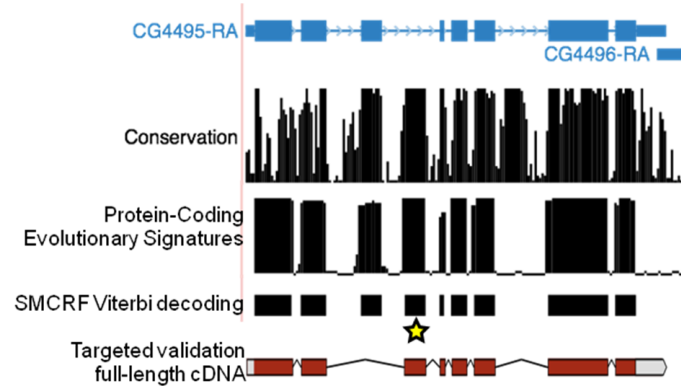 CG4495-RA
CG4496-RA
Conservation
Protein-Coding
Evolutionary Signatures
SMCRF Viterbi decoding
Targeted validation
full-length cDNA